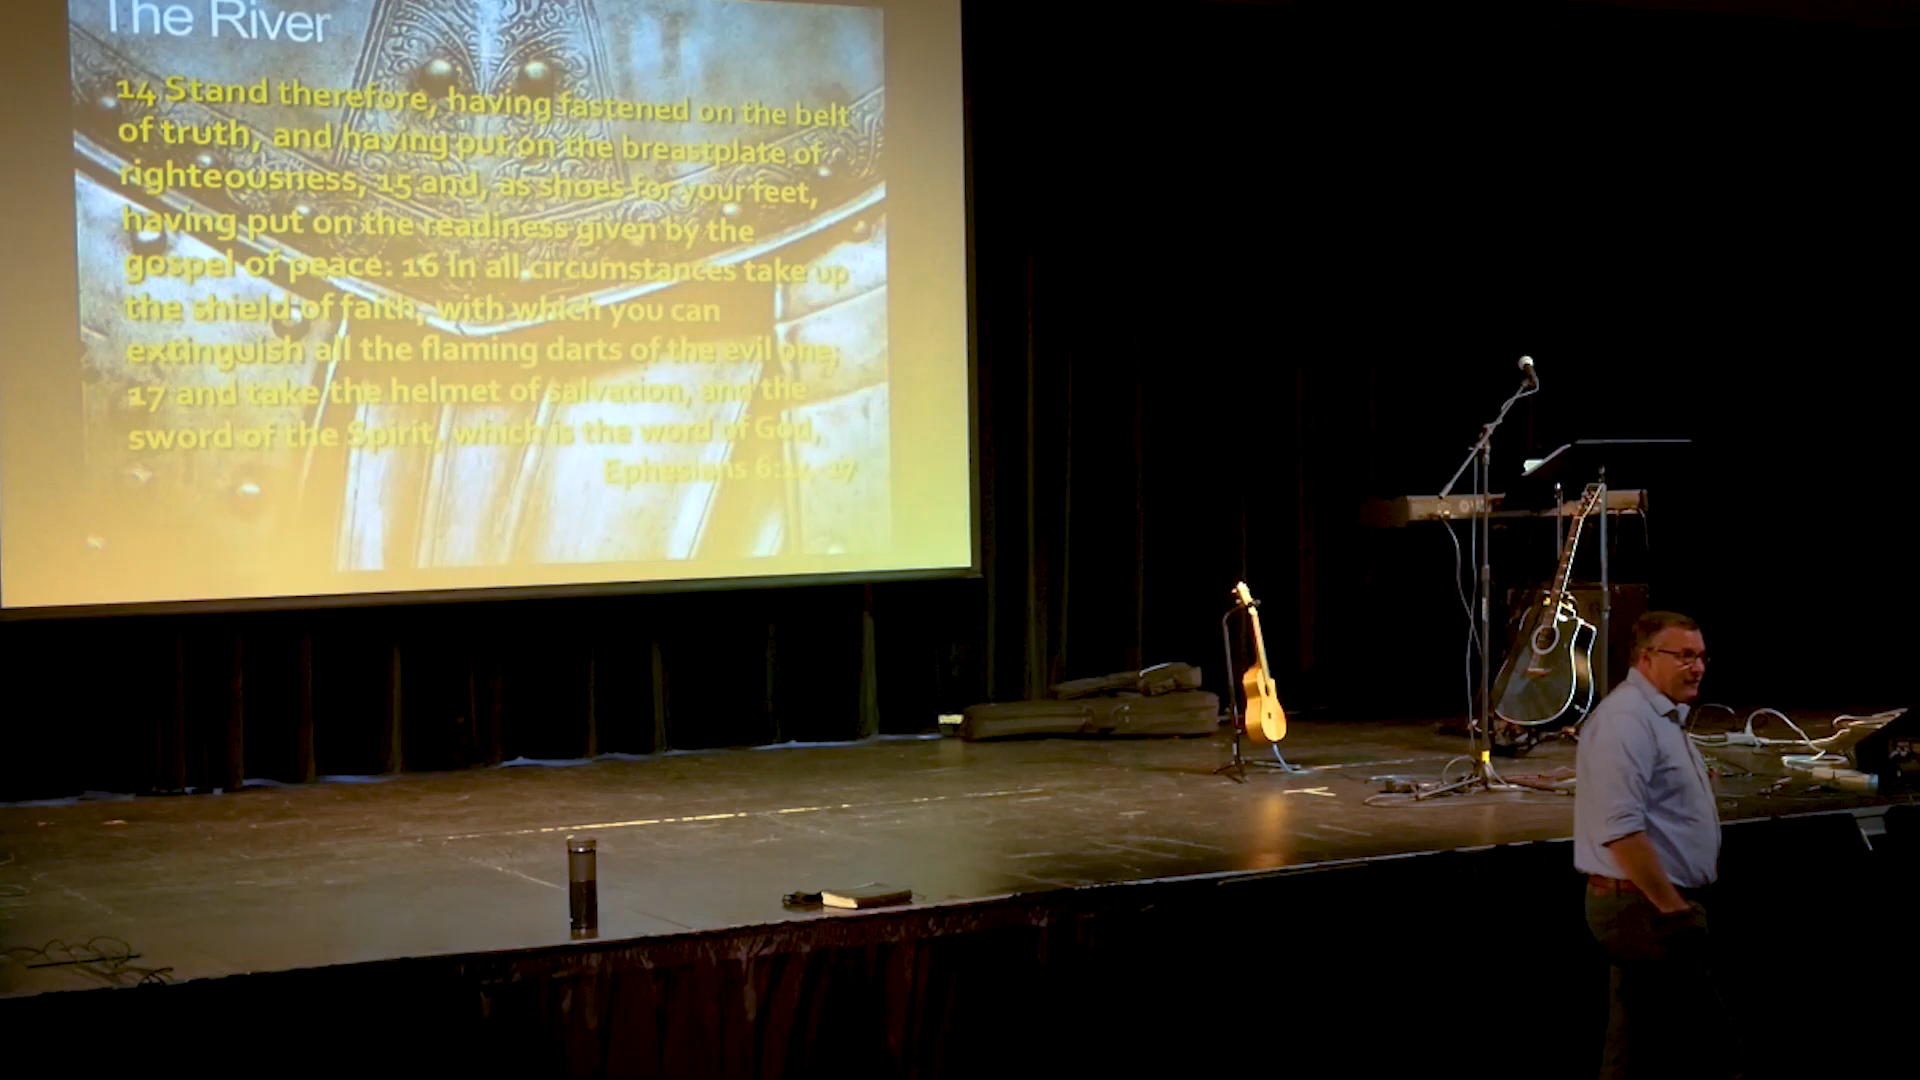 The River
14 Stand therefore, having fastened on the belt
of truth, and having put on the breastplate of
righteousness, 15 and, as shoes for your feet,
having put on the readiness given by the
gospel of peace. 16 In all circumstances take up
the shield of faith, with which you can
extinguish all the flaming darts of the evil one;
17 and take the helmet of salvation, and the
sword of the Spirit, which is the word of God,
Ephesians 6:14-17